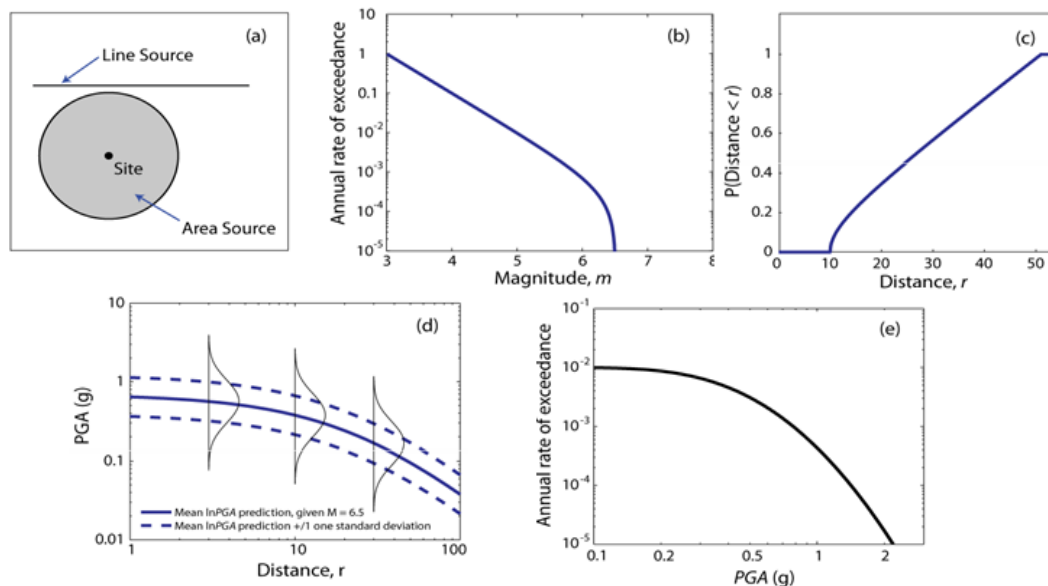 (a)
Line Source
Site
Area Source
(b)
Annual rate of exceedance
10
1
10⁻¹
10⁻²
10⁻³
10⁻⁴
10⁻⁵
3 4 5 6 7 8
Magnitude, m
(c)
P(Distance < r)
1
0.8
0.6
0.4
0.2
0
0 10 20 30 40 50
Distance, r
(d)
PGA (g)
10
1
0.1
0.01
Mean lnPGA prediction, given M = 6.5
Mean lnPGA prediction +/1 one standard deviation
1 10 100
Distance, r
(e)
Annual rate of exceedance
10⁻¹
10⁻²
10⁻³
10⁻⁴
10⁻⁵
0.1 0.2 0.5 1 2
PGA (g)